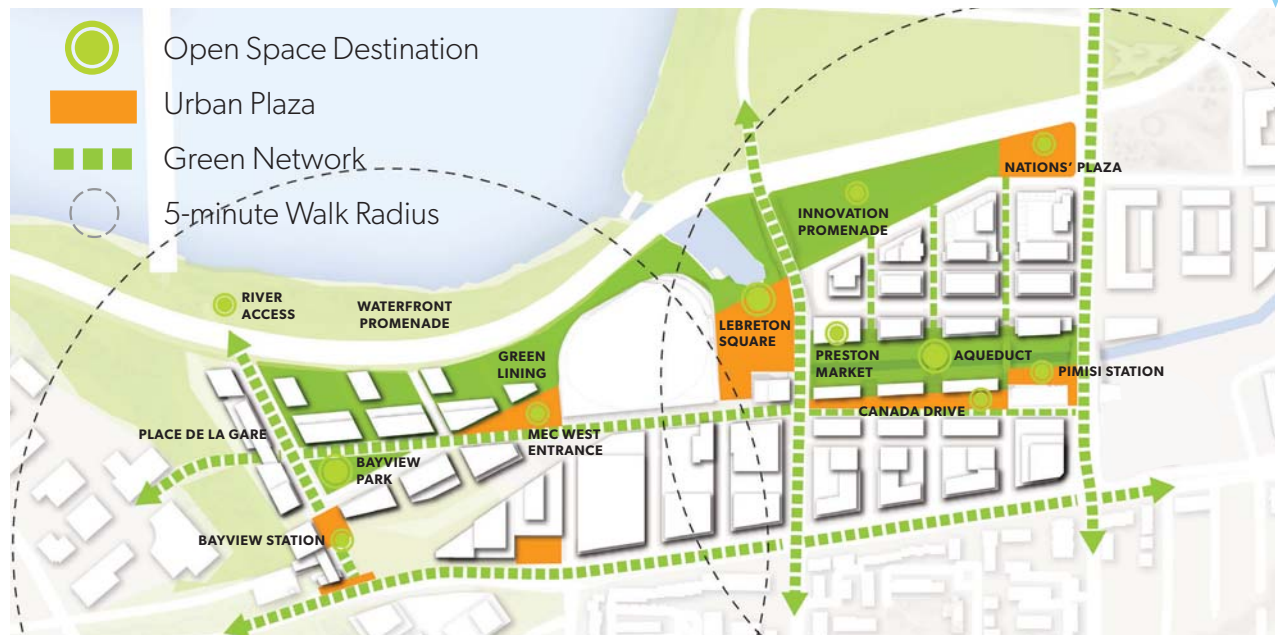 Open Space Destination
Urban Plaza
Green Network
5-minute Walk Radius
NATIONS' PLAZA
INNOVATION
PROMENADE
RIVER
ACCESS
WATERFRONT
PROMENADE
LEBRETON
SQUARE
GREEN
LINING
PRESTON
MARKET
AQUEDUCT
PIMISI STATION
CANADA DRIVE
PLACE DE LA GARE
MEC WEST
ENTRANCE
BAYVIEW
PARK
BAYVIEW STATION